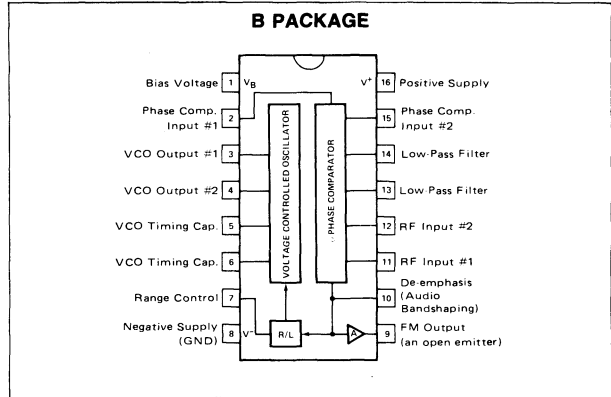 B PACKAGE
Bias Voltage 1 VB V+ 16 Positive Supply
Phase Comp.
Input #1
2
15
Phase Comp.
Input #2
VCO Output #1 3
14 Low-Pass Filter
VCO Output #2 4
13 Low-Pass Filter
VCO Timing Cap. 5
12 RF Input #2
VCO Timing Cap. 6
11 RF Input #1
VOLTAGE CONTROLLED OSCILLATOR
PHASE COMPARATOR
Range Control 7
10
De-emphasis
(Audio
Bandshaping)
Negative Supply
(GND)
8 V-
R/L
A
9
FM Output
(an open emitter)